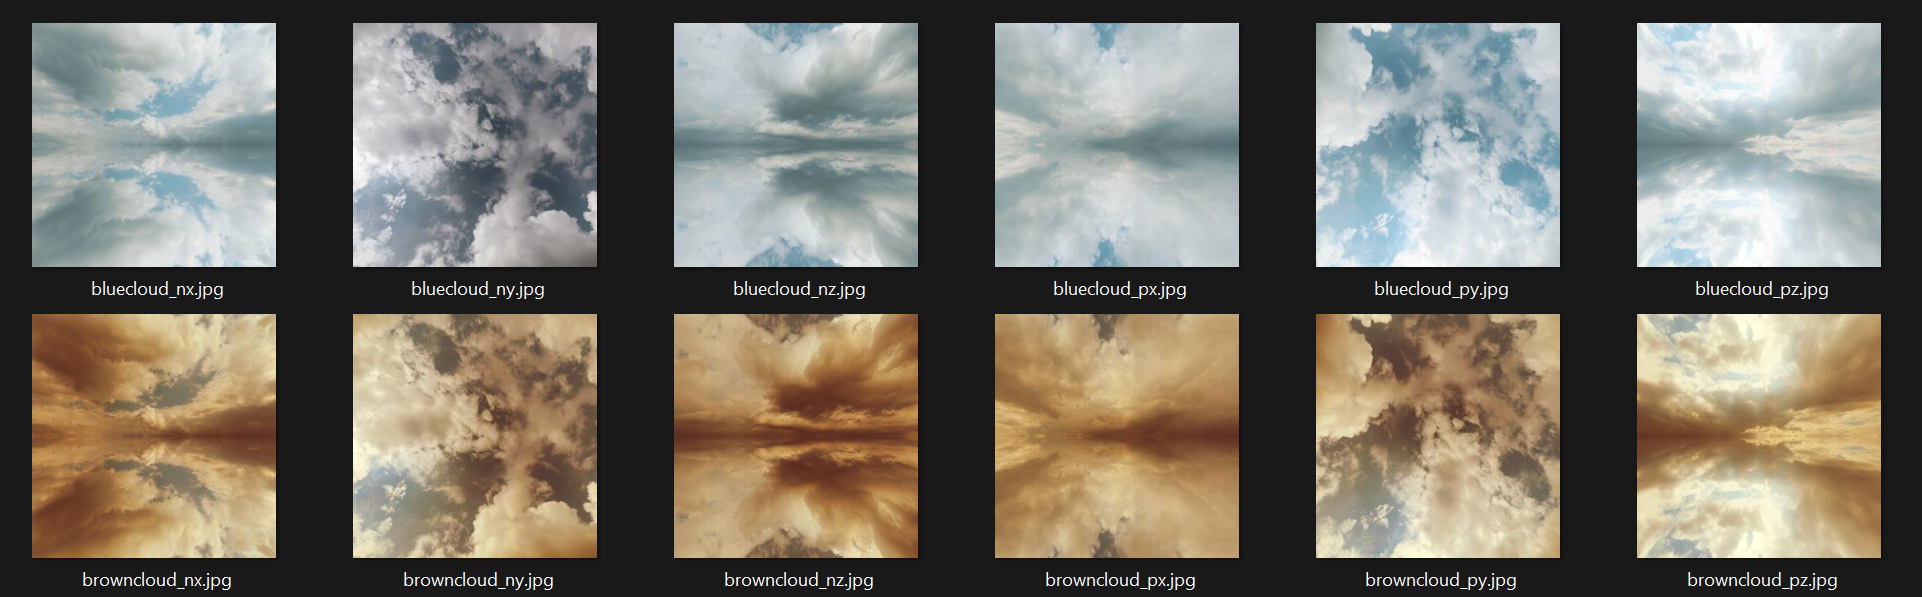 bluecloud_nx.jpg
bluecloud_ny.jpg
bluecloud_nz.jpg
bluecloud_px.jpg
bluecloud_py.jpg
bluecloud_pz.jpg
browncloud_nx.jpg
browncloud_ny.jpg
browncloud_nz.jpg
browncloud_px.jpg
browncloud_py.jpg
browncloud_pz.jpg